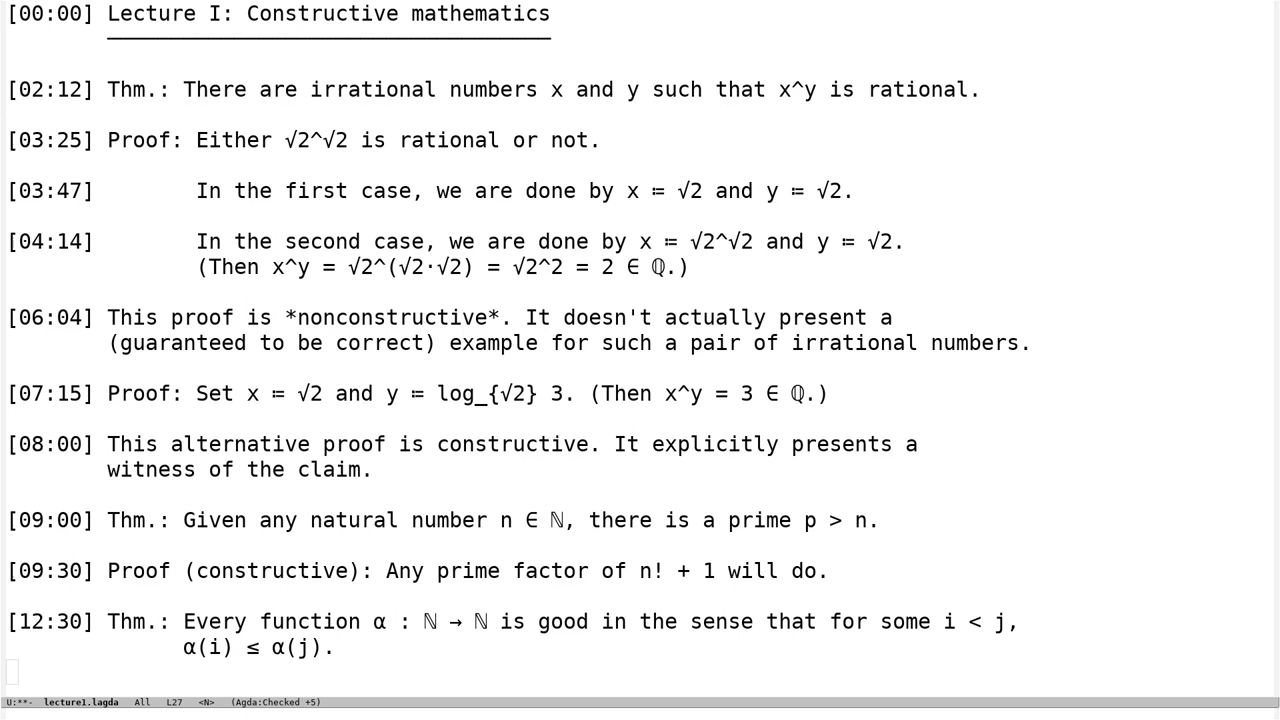 [00:00] Lecture I: Constructive mathematics
[02:12] Thm.: There are irrational numbers x and y such that x^y is rational.
[03:25] Proof: Either √2^√2 is rational or not.
[03:47] In the first case, we are done by x ≔ √2 and y ≔ √2.
[04:14] In the second case, we are done by x ≔ √2^√2 and y ≔ √2.
(Then x^y = √2^(√2·√2) = √2^2 = 2 ∈ ℚ.)
[06:04] This proof is *nonconstructive*. It doesn't actually present a
(guaranteed to be correct) example for such a pair of irrational numbers.
[07:15] Proof: Set x ≔ √2 and y ≔ log_{√2} 3. (Then x^y = 3 ∈ ℚ.)
[08:00] This alternative proof is constructive. It explicitly presents a
witness of the claim.
[09:00] Thm.: Given any natural number n ∈ ℕ, there is a prime p > n.
[09:30] Proof (constructive): Any prime factor of n! + 1 will do.
[12:30] Thm.: Every function α : ℕ → ℕ is good in the sense that for some i < j,
α(i) ≤ α(j).
U:**- lecture1.lagda All L27 <N> (Agda:Checked +5)